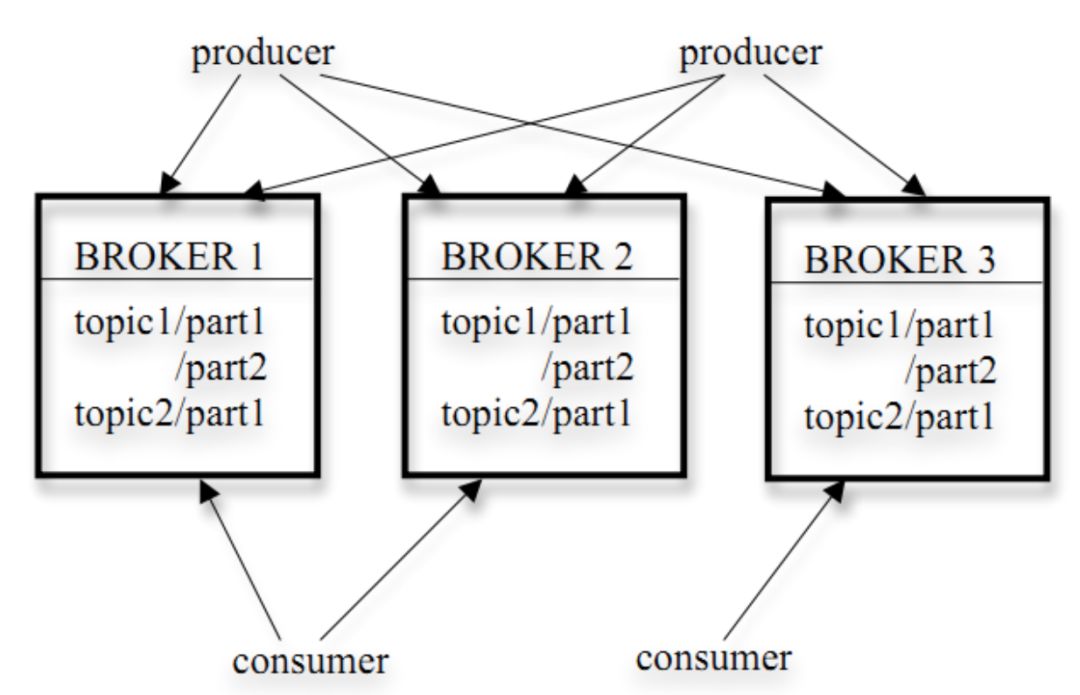 producer
producer
BROKER 1
topic1/part1
/part2
topic2/part1
BROKER 2
topic1/part1
/part2
topic2/part1
BROKER 3
topic1/part1
/part2
topic2/part1
consumer
consumer